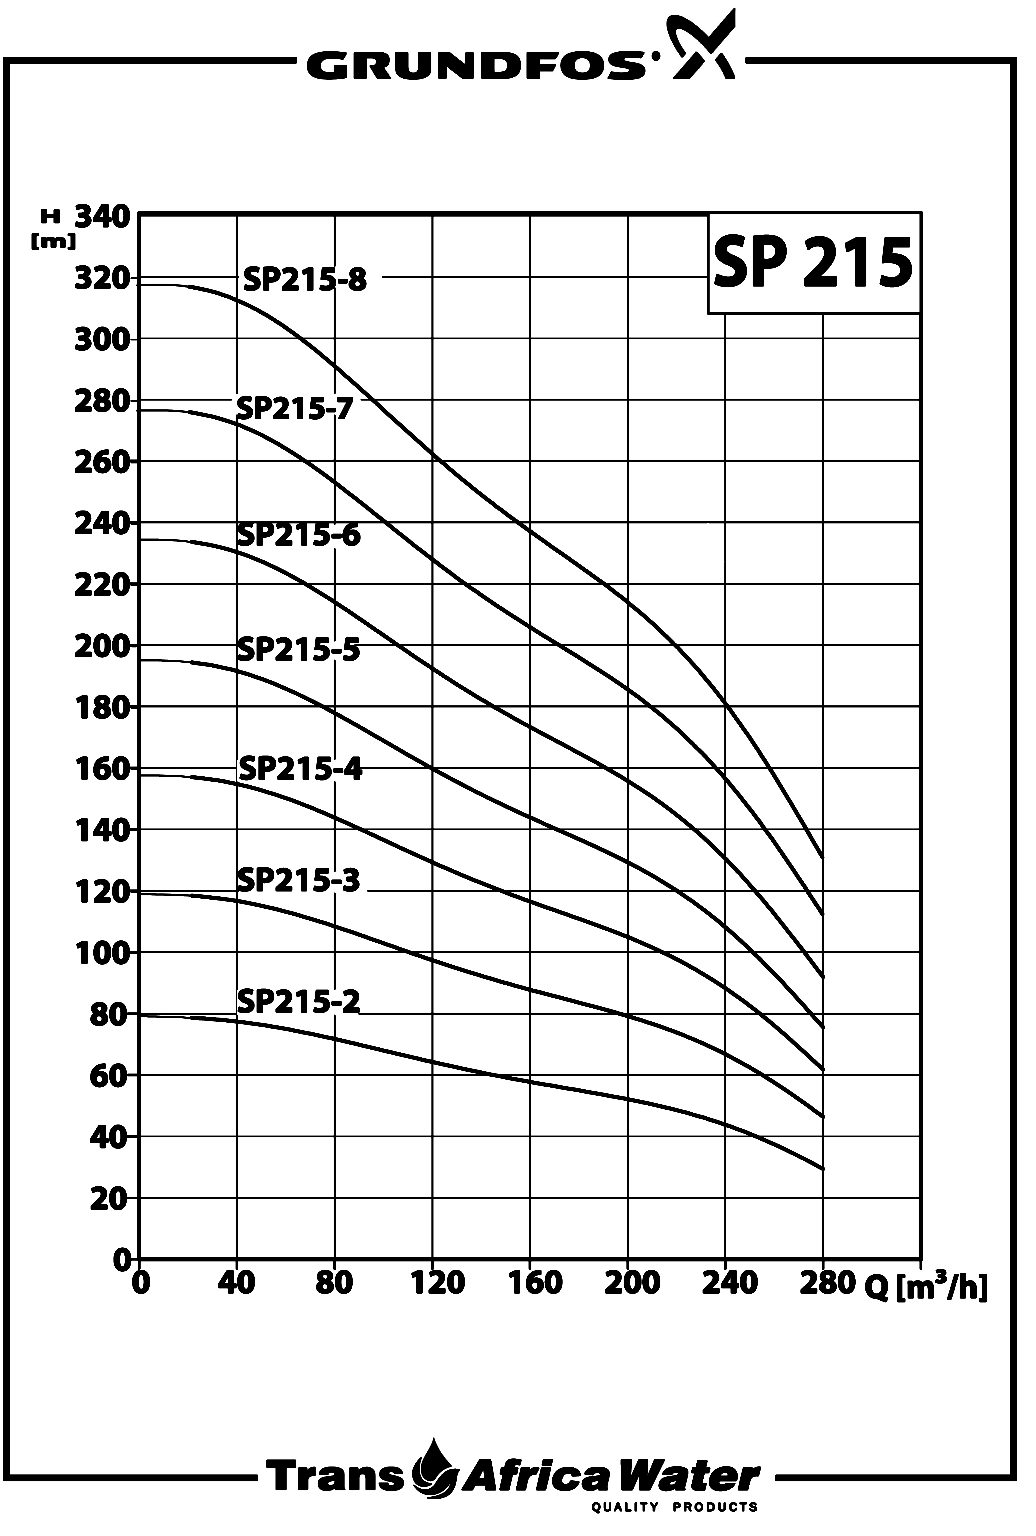 GRUNDFOS
H
[m]
340
SP 215
320
SP215-8
300
280
SP215-7
260
240
SP215-6
220
200
SP215-5
180
160
SP215-4
140
120
SP215-3
100
80
SP215-2
60
40
20
0
0 40 80 120 160 200 240 280 Q [m³/h]
Trans Africa Water
QUALITY PRODUCTS